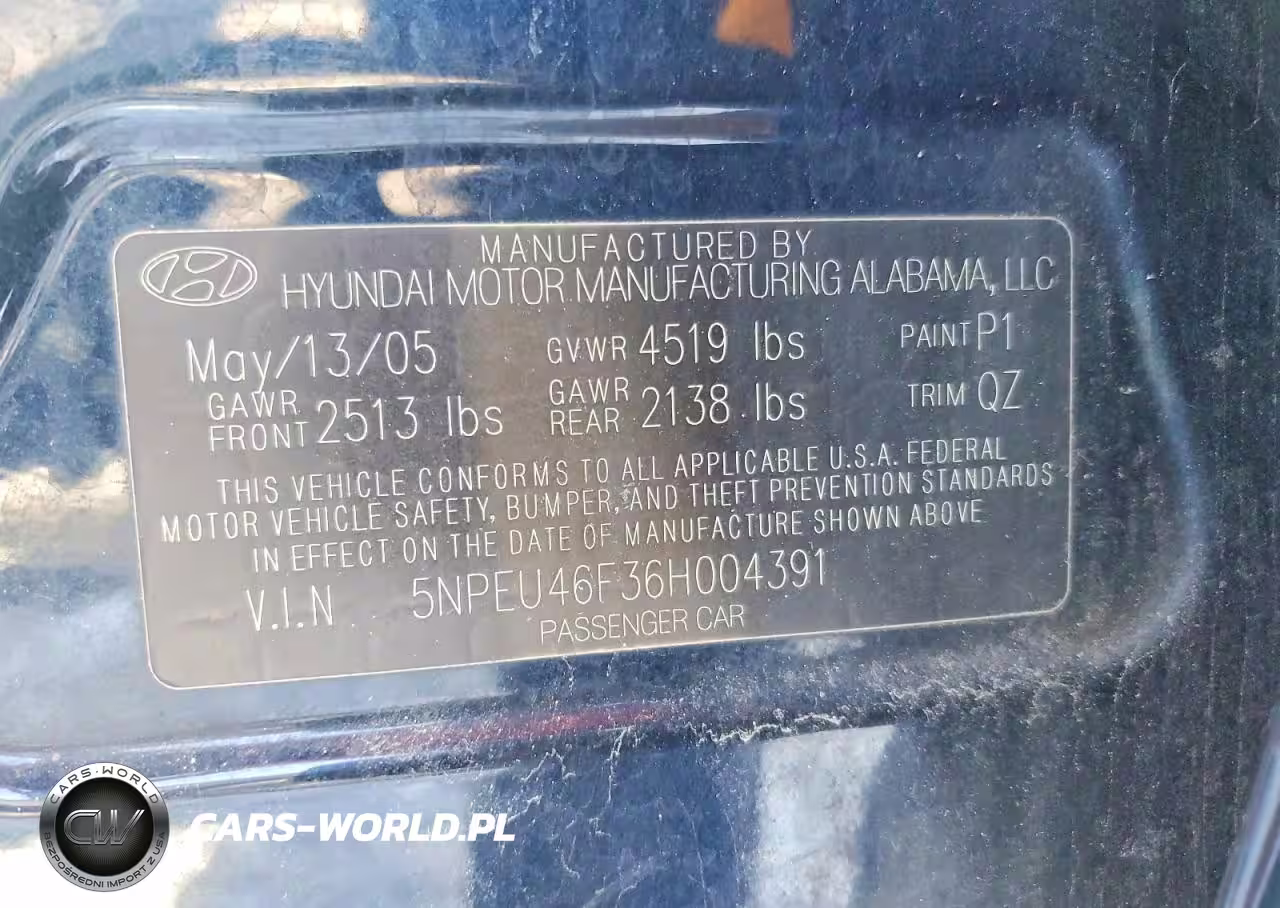 MANUFACTURED BY
HYUNDAI MOTOR MANUFACTURING ALABAMA, LLC
May/13/05 GVWR 4519 lbs PAINT P1
GAWR FRONT 2513 lbs GAWR REAR 2138 lbs TRIM QZ
THIS VEHICLE CONFORMS TO ALL APPLICABLE U.S.A. FEDERAL
MOTOR VEHICLE SAFETY, BUMPER, AND THEFT PREVENTION STANDARDS
IN EFFECT ON THE DATE OF MANUFACTURE SHOWN ABOVE
V.I.N 5NPEU46F36H004391
PASSENGER CAR
CARS-WORLD
CW
BEZPOŚREDNI IMPORT Z USA
CARS-WORLD.PL